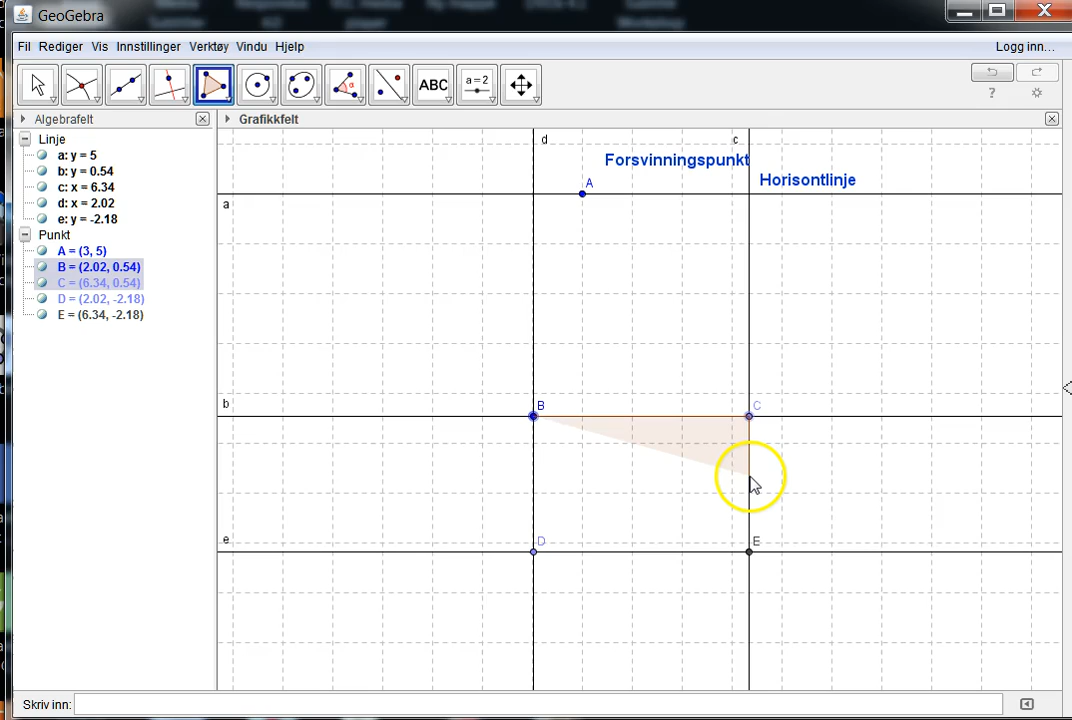 GeoGebra
Fil Rediger Vis Innstillinger Verktøy Vindu Hjelp Logg inn...
α ABC a=2
?
Algebrafelt Grafikkfelt
Linje
a: y = 5
b: y = 0.54
c: x = 6.34
d: x = 2.02
e: y = -2.18
Punkt
A = (3, 5)
B = (2.02, 0.54)
C = (6.34, 0.54)
D = (2.02, -2.18)
E = (6.34, -2.18)
d c
Forsvinningspunkt
Horisontlinje
A
a
b B C
e D E
Skriv inn: